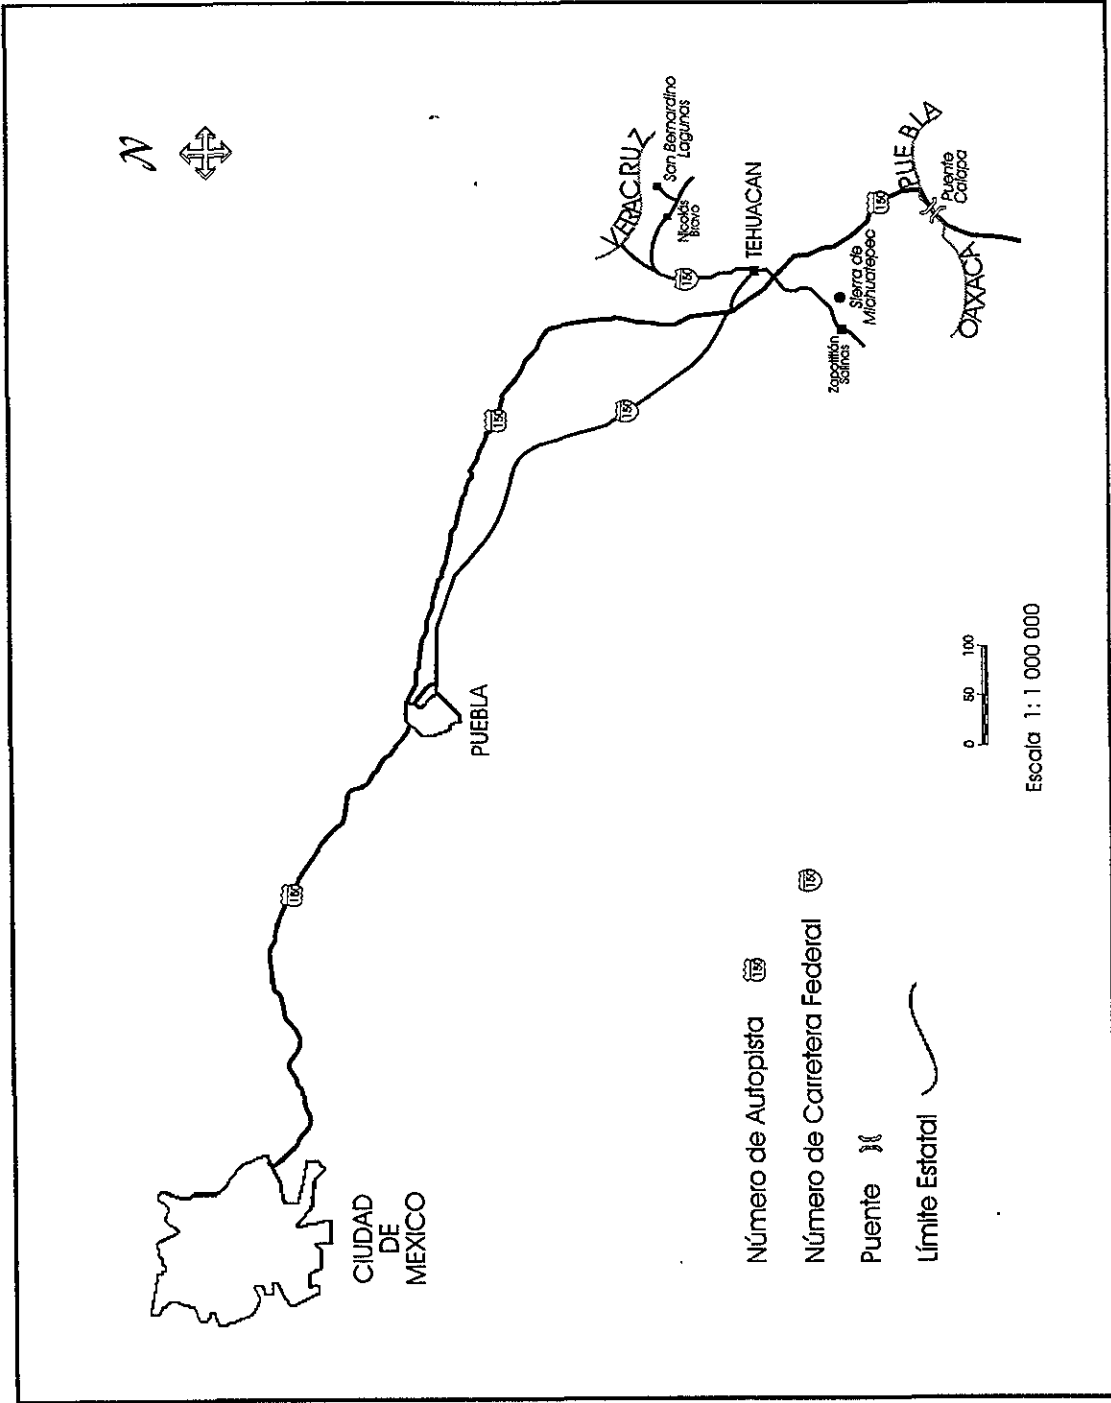 N
VERACRUZ
San Bernardino
Lagunas
Nicolás
Bravo
150
TEHUACAN
150
150
150
Sierra de
Miahuatepec
Zapotitlán
Salinas
150
PUEBLA
Puente
Calapa
OAXACA
PUEBLA
150
CIUDAD
DE
MEXICO
Número de Autopista 150
Número de Carretera Federal 150
Puente
Límite Estatal
0 50 100
Escala 1: 1 000 000